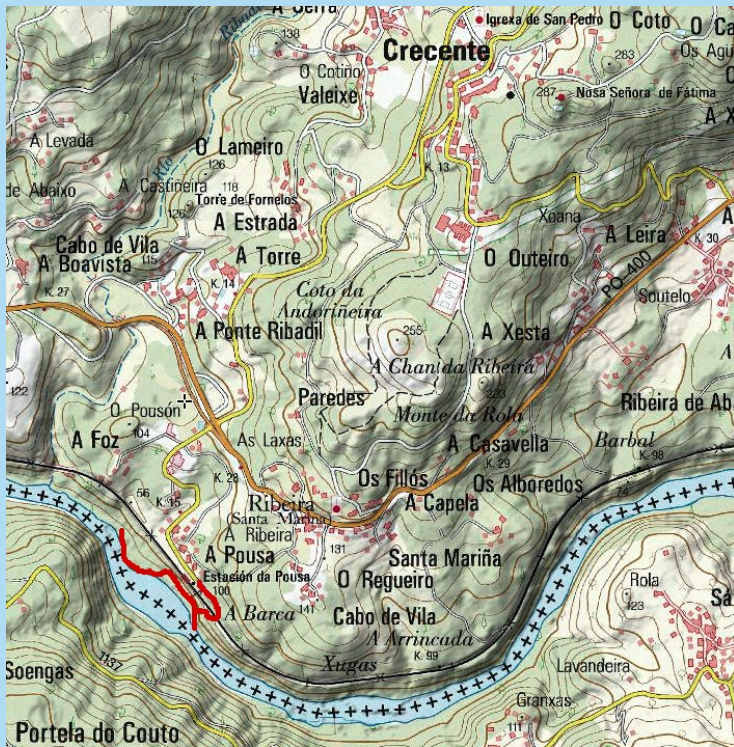 A Serra
138
Igrexa de San Pedro
O Coto
Crecente
283
O Cotiño
Valeixe
287
Nosa Señora de Fátima
A Levada
Río
O Lameiro
K. 13
de Abaixo
A Castiñeira
126
118
Torre de Fornelos
126
Xoana
A Estrada
A Leira
K. 30
Cabo de Vila
A Boavista
115
A Torre
O Outeiro
PO-400
Soutelo
K. 27
K. 14
Coto da
Andoriñeira
A Ponte Ribadil
255
A Xesta
A Chan da Ribeira
223
122
Paredes
Monte da Rola
O Pousón
104
A Foz
As Laxas
A Casavella
K. 29
Barbal
K. 98
K. 28
Os Fillós
Os Alboredos
74
56
K. 15
Ribeira
(Santa Mariña)
A Capela
A Ribeira
131
A Pousa
Santa Mariña
Estación da Pousa
100
O Regueiro
Rola
123
A Barca
141
Cabo de Vila
A Arrincada
Soengas
1137
Xugas
K. 99
Lavandeira
Granxas
111
Portela do Couto